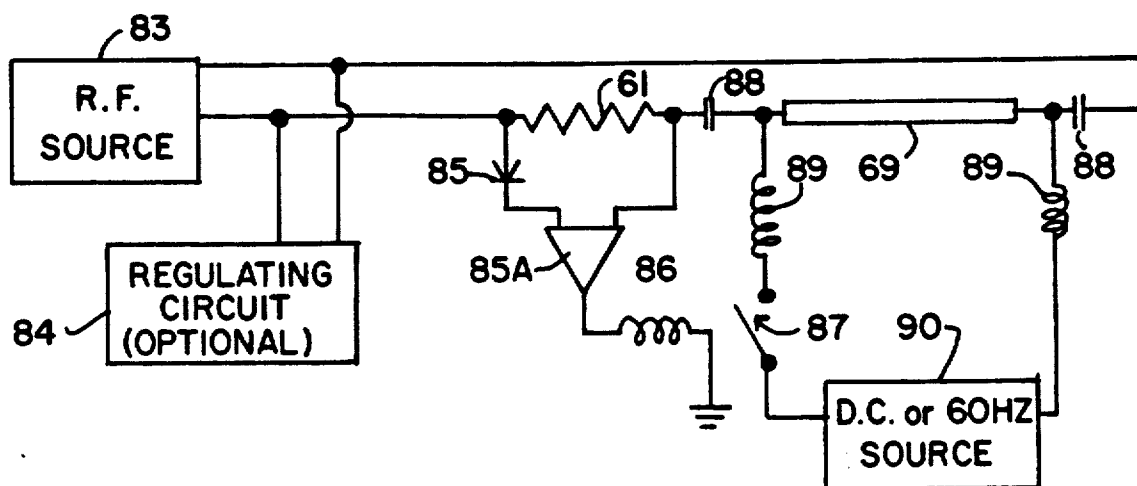 83
R.F.
SOURCE
61
88
85
69
89
89
88
85A
86
87
REGULATING
CIRCUIT
(OPTIONAL)
84
90
D.C. or 60HZ
SOURCE